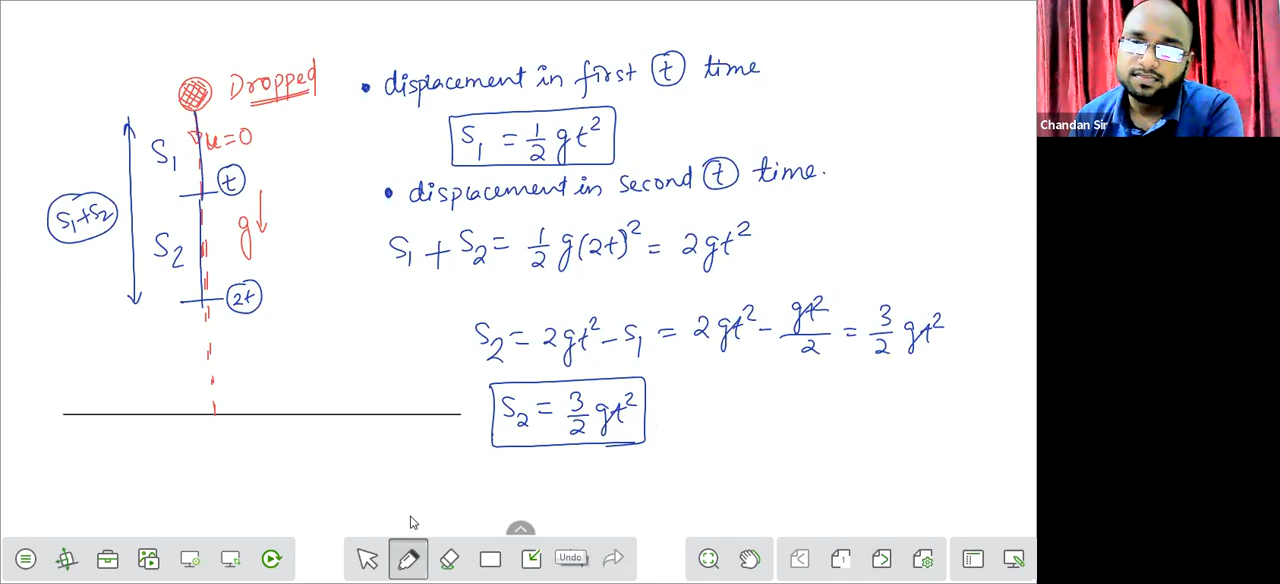 Dropped
u=0
S₁
t
S₁+S₂
g
S₂
2t
• displacement in first t time
S₁ = 1/2 gt²
• displacement in second t time.
S₁ + S₂ = 1/2 g(2t)² = 2gt²
S₂ = 2gt² - S₁ = 2gt² - gt²/2 = 3/2 gt²
S₂ = 3/2 gt²
Chandan Sir
Undo
1